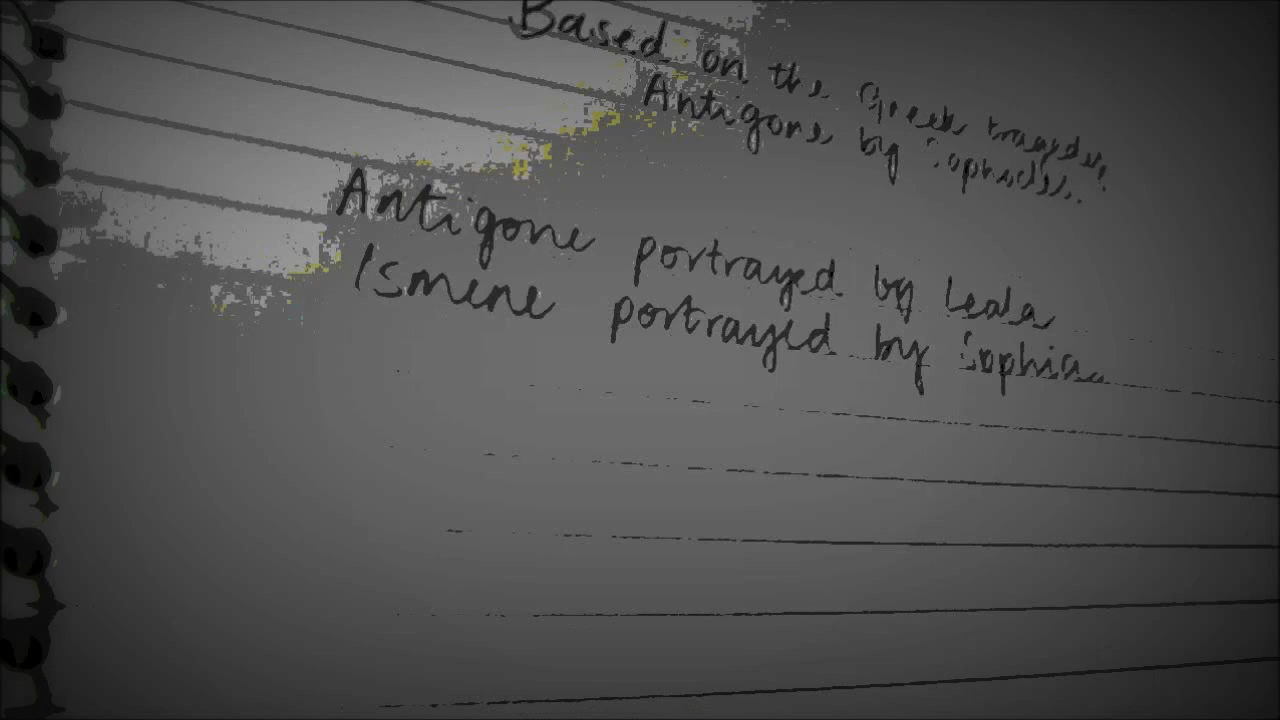 Based on the Greek tragedy,
Antigone by Sophocles..
Antigone portrayed by Leala
Ismene portrayed by Sophia.